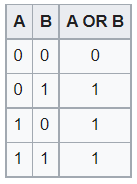 A B A OR B
0 0 0
0 1 1
1 0 1
1 1 1